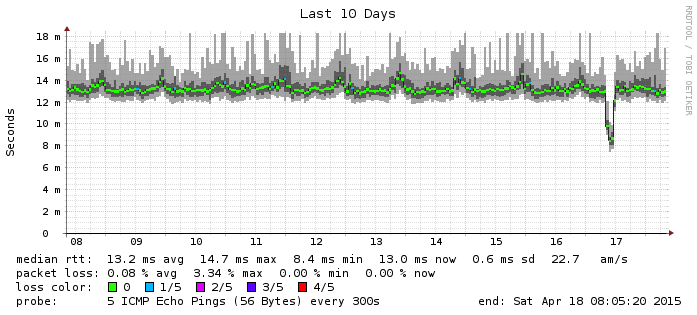 Last 10 Days
RRDTOOL / TOBI OETIKER
Seconds
18 m
16 m
14 m
12 m
10 m
8 m
6 m
4 m
2 m
0
08 09 10 11 12 13 14 15 16 17
median rtt: 13.2 ms avg 14.7 ms max 8.4 ms min 13.0 ms now 0.6 ms sd 22.7 am/s
packet loss: 0.08 % avg 3.34 % max 0.00 % min 0.00 % now
loss color: 0 1/5 2/5 3/5 4/5
probe: 5 ICMP Echo Pings (56 Bytes) every 300s end: Sat Apr 18 08:05:20 2015